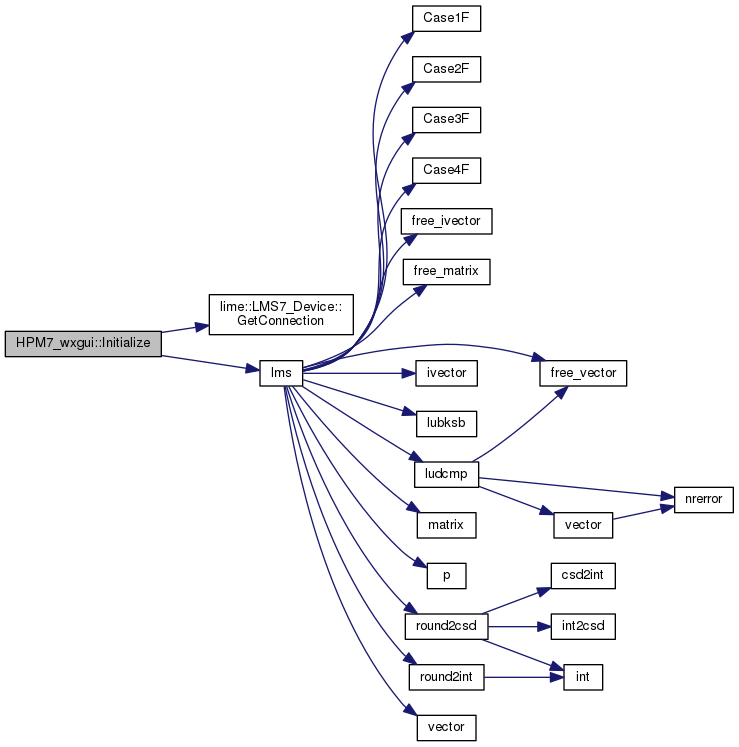 Case1F
Case2F
Case3F
Case4F
free_ivector
free_matrix
lime::LMS7_Device::
GetConnection
HPM7_wxgui::Initialize
lms
ivector
free_vector
lubksb
ludcmp
nrerror
matrix
vector
p
csd2int
round2csd
int2csd
round2int
int
vector